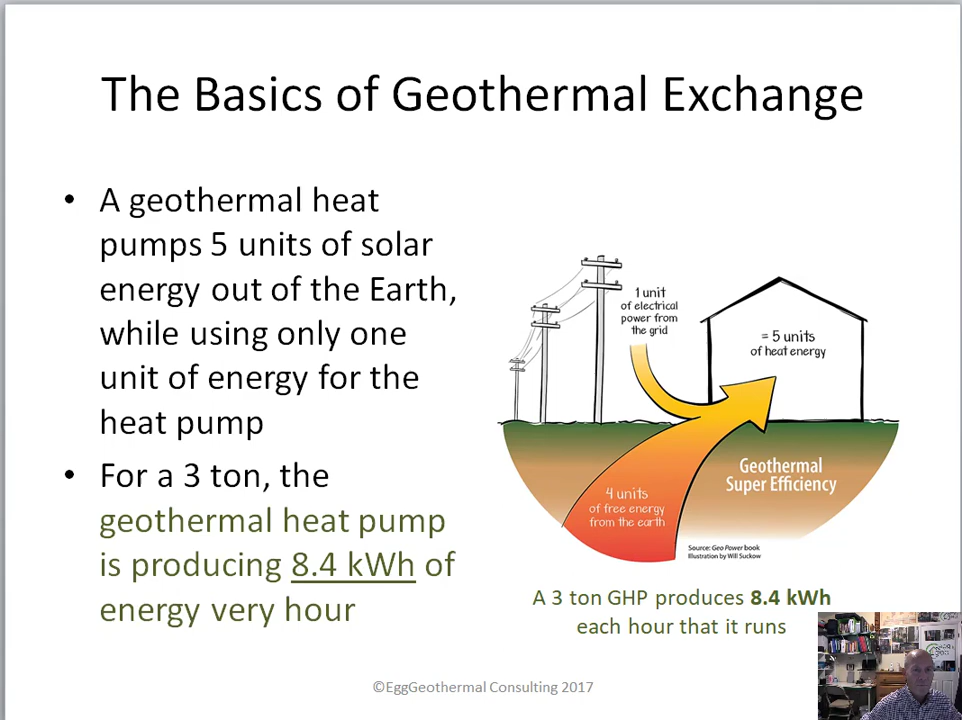 The Basics of Geothermal Exchange
• A geothermal heat
pumps 5 units of solar
energy out of the Earth,
while using only one
unit of energy for the
heat pump
• For a 3 ton, the
geothermal heat pump
is producing 8.4 kWh of
energy very hour
1 unit
of electrical
power from
the grid
= 5 units
of heat energy
Geothermal
Super Efficiency
4 units
of free energy
from the earth
Source: Geo Power book
Illustration by Will Suckow
A 3 ton GHP produces 8.4 kWh
each hour that it runs
©EggGeothermal Consulting 2017